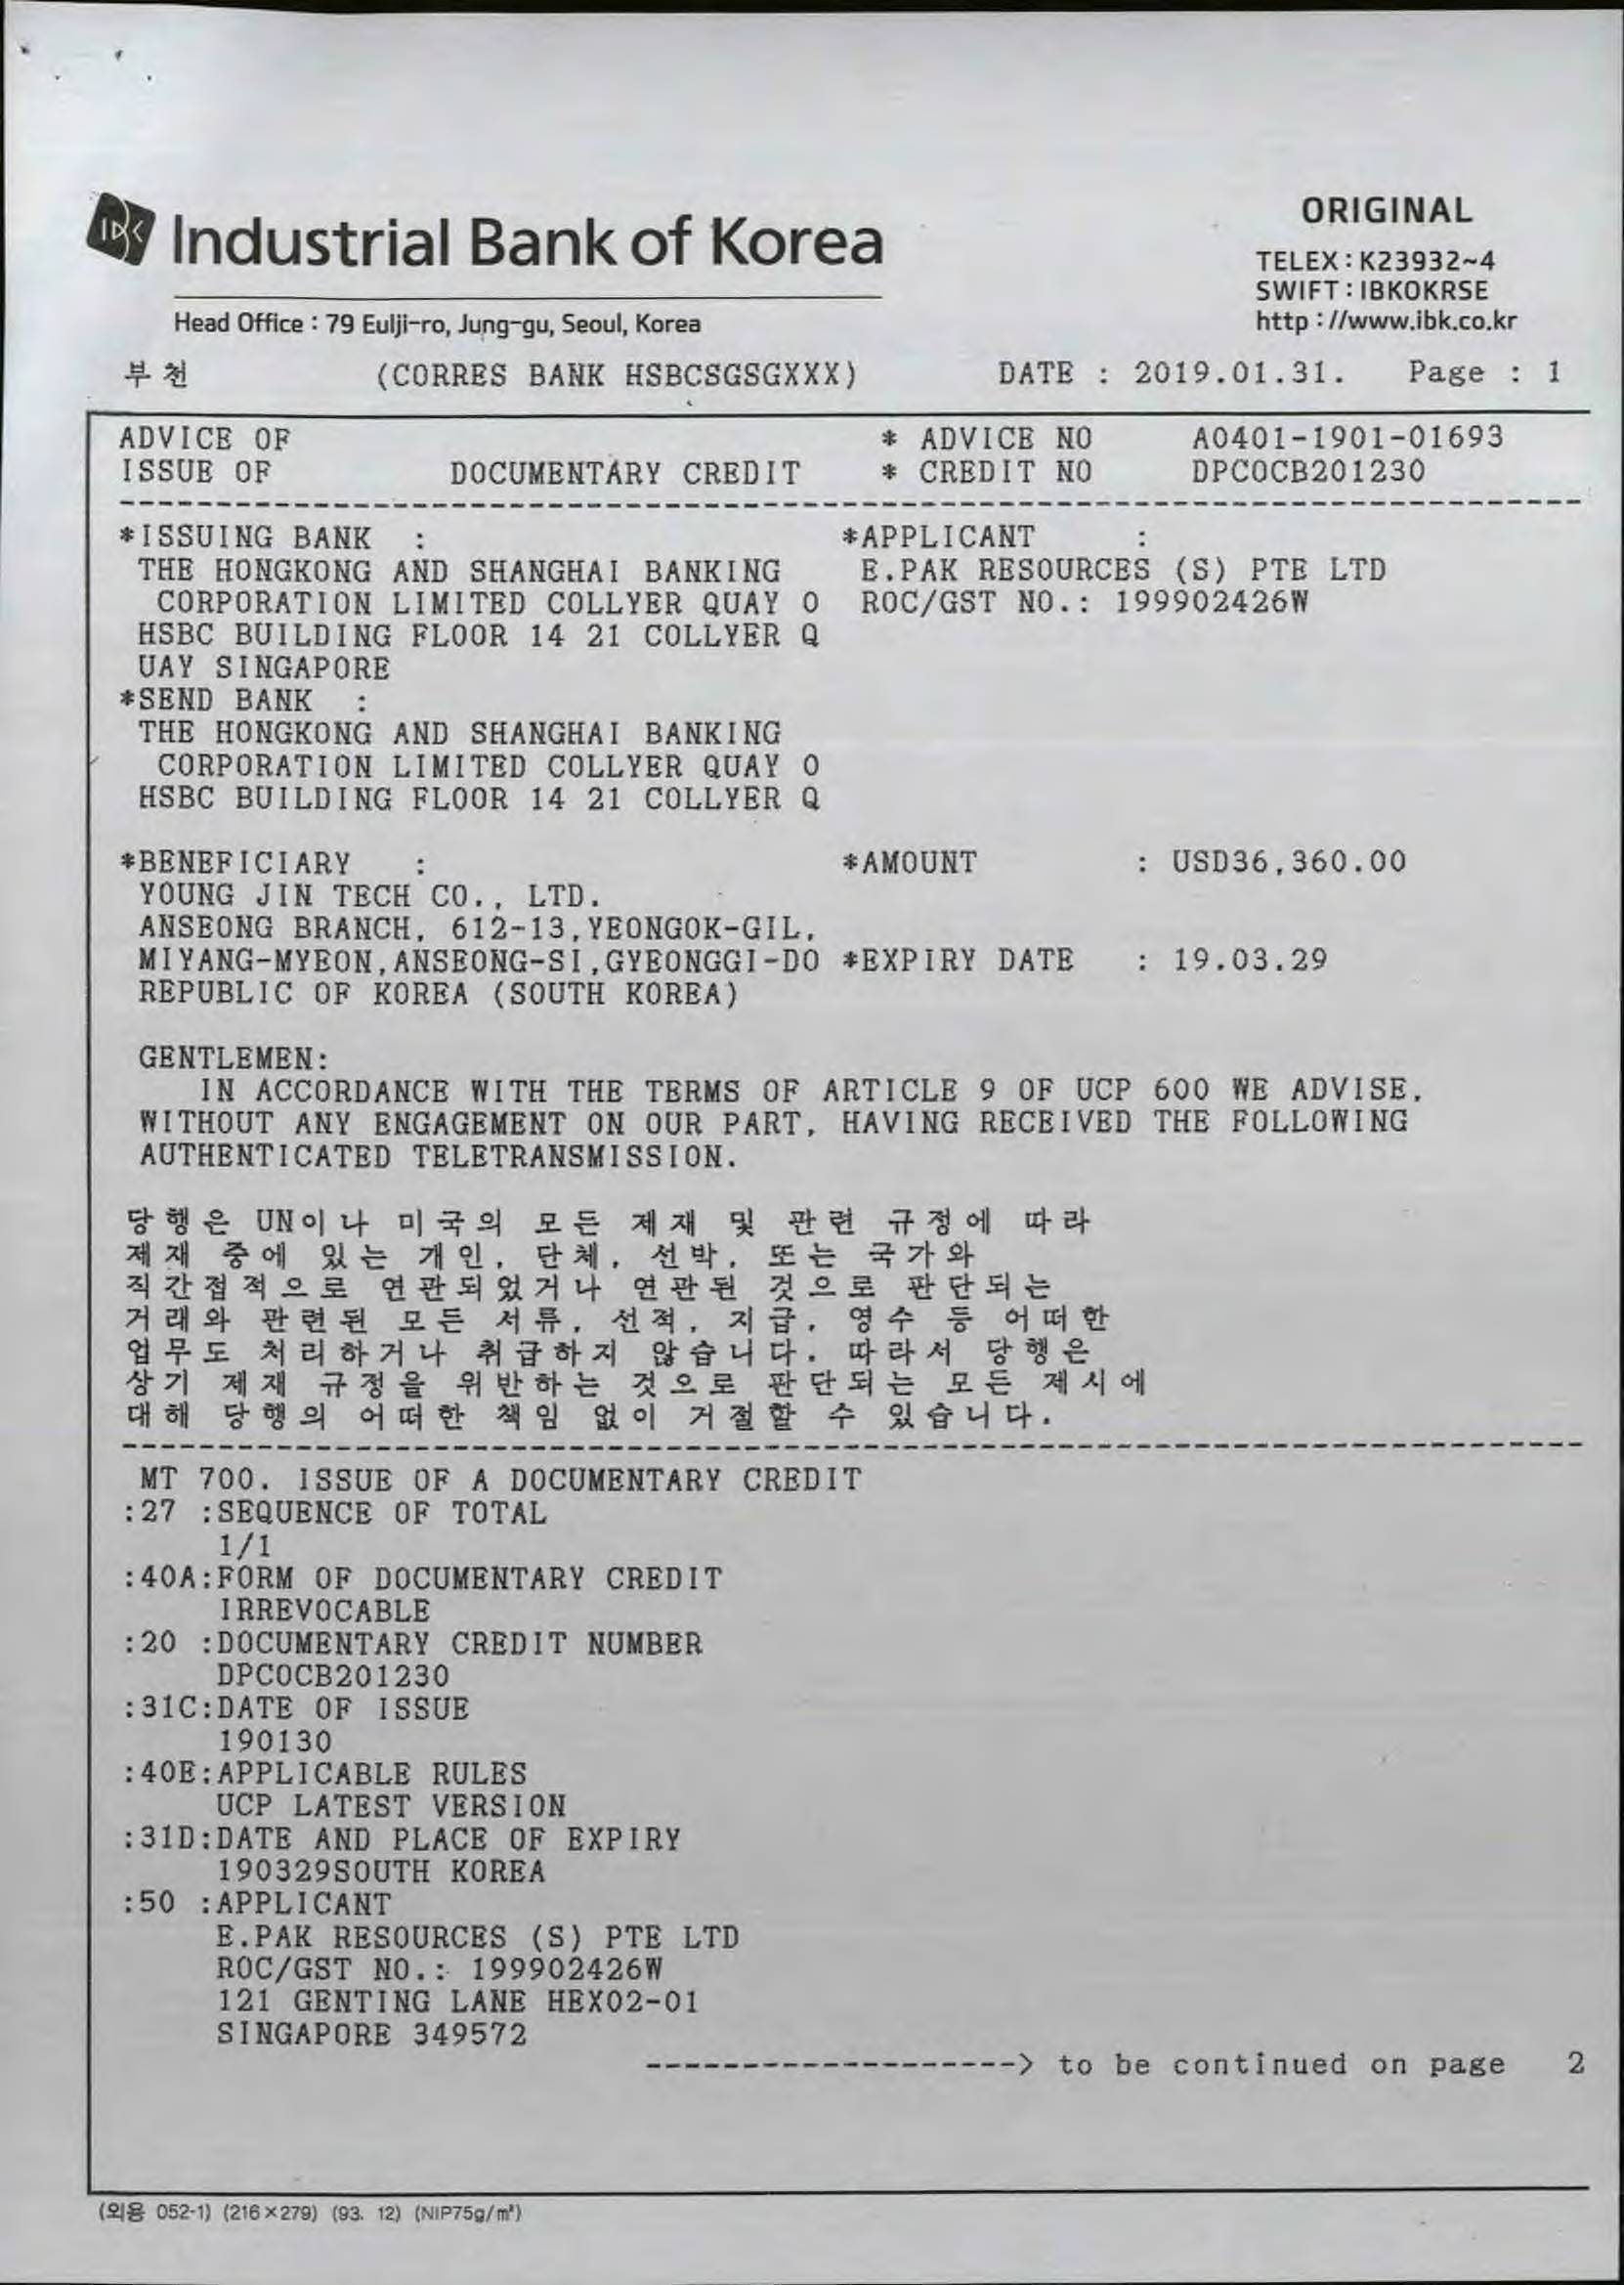 IBK Industrial Bank of Korea
ORIGINAL
TELEX : K23932~4
SWIFT : IBKOKRSE
Head Office : 79 Eulji-ro, Jung-gu, Seoul, Korea
http : //www.ibk.co.kr
부천 (CORRES BANK HSBCSGSGXXX) DATE : 2019.01.31. Page : 1
ADVICE OF * ADVICE NO A0401-1901-01693
ISSUE OF DOCUMENTARY CREDIT * CREDIT NO DPCOCB201230
*ISSUING BANK : *APPLICANT :
THE HONGKONG AND SHANGHAI BANKING E.PAK RESOURCES (S) PTE LTD
CORPORATION LIMITED COLLYER QUAY O ROC/GST NO.: 199902426W
HSBC BUILDING FLOOR 14 21 COLLYER Q
UAY SINGAPORE
*SEND BANK :
THE HONGKONG AND SHANGHAI BANKING
CORPORATION LIMITED COLLYER QUAY O
HSBC BUILDING FLOOR 14 21 COLLYER Q
*BENEFICIARY : *AMOUNT : USD36,360.00
YOUNG JIN TECH CO., LTD.
ANSEONG BRANCH, 612-13,YEONGOK-GIL,
MIYANG-MYEON,ANSEONG-SI,GYEONGGI-DO *EXPIRY DATE : 19.03.29
REPUBLIC OF KOREA (SOUTH KOREA)
GENTLEMEN:
IN ACCORDANCE WITH THE TERMS OF ARTICLE 9 OF UCP 600 WE ADVISE,
WITHOUT ANY ENGAGEMENT ON OUR PART, HAVING RECEIVED THE FOLLOWING
AUTHENTICATED TELETRANSMISSION.
당행은 UN이나 미국의 모든 제재 및 관련 규정에 따라
제재 중에 있는 개인, 단체, 선박, 또는 국가와
직간접적으로 연관되었거나 연관된 것으로 판단되는
거래와 관련된 모든 서류, 선적, 지급, 영수 등 어떠한
업무도 처리하거나 취급하지 않습니다. 따라서 당행은
상기 제재 규정을 위반하는 것으로 판단되는 모든 제시에
대해 당행의 어떠한 책임 없이 거절할 수 있습니다.
MT 700. ISSUE OF A DOCUMENTARY CREDIT
:27 :SEQUENCE OF TOTAL
1/1
:40A:FORM OF DOCUMENTARY CREDIT
IRREVOCABLE
:20 :DOCUMENTARY CREDIT NUMBER
DPCOCB201230
:31C:DATE OF ISSUE
190130
:40E:APPLICABLE RULES
UCP LATEST VERSION
:31D:DATE AND PLACE OF EXPIRY
190329SOUTH KOREA
:50 :APPLICANT
E.PAK RESOURCES (S) PTE LTD
ROC/GST NO.: 199902426W
121 GENTING LANE HEX02-01
SINGAPORE 349572
-------------------> to be continued on page 2
(외용 052-1) (216×279) (93. 12) (NIP75g/㎡)